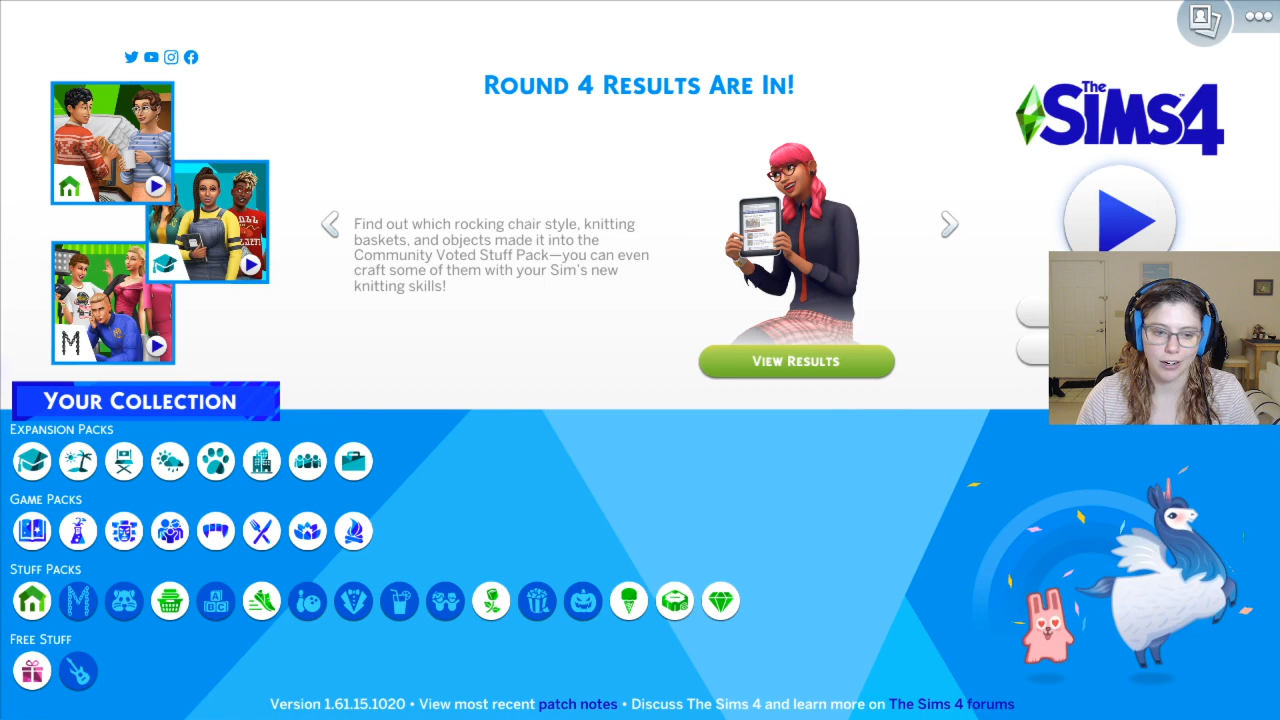 ROUND 4 RESULTS ARE IN!
The
SiMS4
Find out which rocking chair style, knitting
baskets, and objects made it into the
Community Voted Stuff Pack—you can even
craft some of them with your Sim's new
knitting skills!
VIEW RESULTS
YOUR COLLECTION
EXPANSION PACKS
GAME PACKS
STUFF PACKS
FREE STUFF
Version 1.61.15.1020 • View most recent patch notes • Discuss The Sims 4 and learn more on The Sims 4 forums